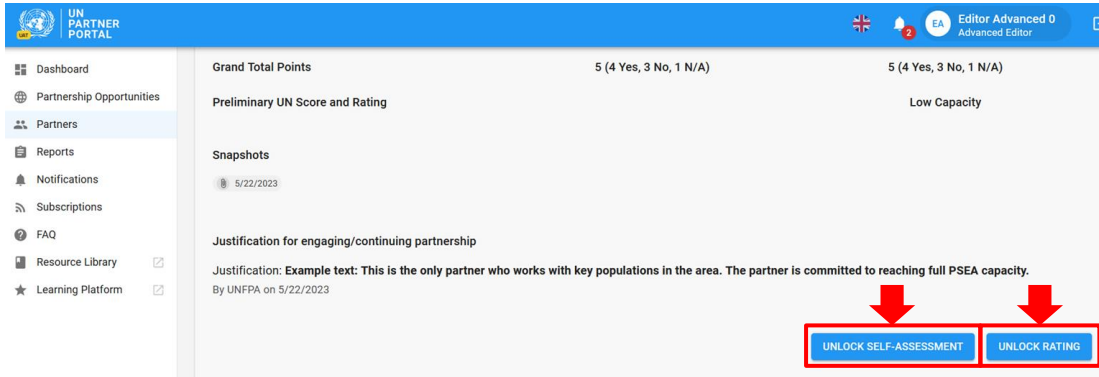 UN
PARTNER
PORTAL
UAT
2
EA
Editor Advanced 0
Advanced Editor
Dashboard
Partnership Opportunities
Partners
Reports
Notifications
Subscriptions
FAQ
Resource Library
Learning Platform
Grand Total Points 5 (4 Yes, 3 No, 1 N/A) 5 (4 Yes, 3 No, 1 N/A)
Preliminary UN Score and Rating Low Capacity
Snapshots
5/22/2023
Justification for engaging/continuing partnership
Justification: Example text: This is the only partner who works with key populations in the area. The partner is committed to reaching full PSEA capacity.
By UNFPA on 5/22/2023
UNLOCK SELF-ASSESSMENT UNLOCK RATING